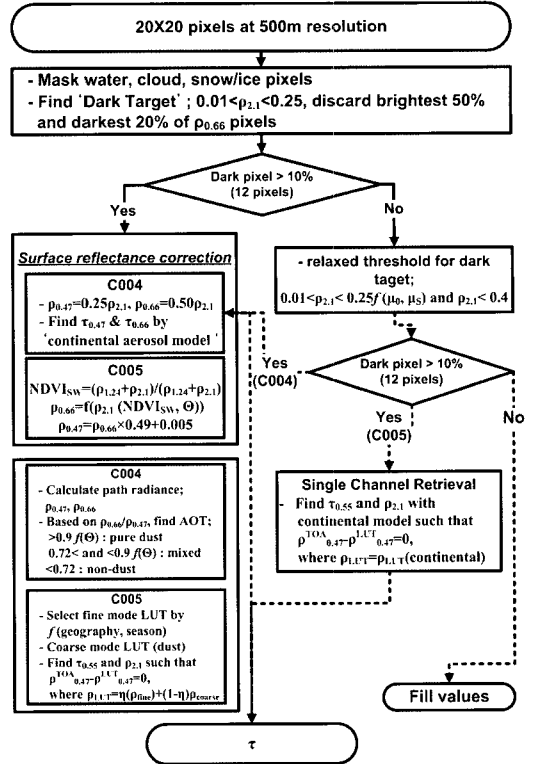 20X20 pixels at 500m resolution
- Mask water, cloud, snow/ice pixels
- Find 'Dark Target' ; 0.01<ρ2.1<0.25, discard brightest 50%
and darkest 20% of ρ0.66 pixels
Dark pixel > 10%
(12 pixels)
Yes
No
Surface reflectance correction
C004
- ρ0.47=0.25ρ2.1, ρ0.66=0.50ρ2.1
- Find τ0.47 & τ0.66 by
'continental aerosol model '
C005
NDVISW=(ρ1.24+ρ2.1)/(ρ1.24+ρ2.1)
ρ0.66=f(ρ2.1 (NDVISW, Θ))
ρ0.47=ρ0.66×0.49+0.005
- relaxed threshold for dark
taget;
0.01<ρ2.1< 0.25f (μ0, μS) and ρ2.1< 0.4
Dark pixel > 10%
(12 pixels)
Yes
(C004)
Yes
(C005)
No
C004
- Calculate path radiance;
ρ0.47, ρ0.66
- Based on ρ0.66/ρ0.47, find AOT;
>0.9 f(Θ) : pure dust
0.72< and <0.9 f(Θ) : mixed
<0.72 : non-dust
C005
- Select fine mode LUT by
f (geography, season)
- Coarse mode LUT (dust)
- Find τ0.55 and ρ2.1 such that
ρTOA0.47-ρLUT0.47=0,
where ρLUT=η(ρfine)+(1-η)ρcoarse
Single Channel Retrieval
- Find τ0.55 and ρ2.1 with
continental model such that
ρTOA0.47-ρLUT0.47=0,
where ρLUT=ρLUT(continental)
Fill values
τ